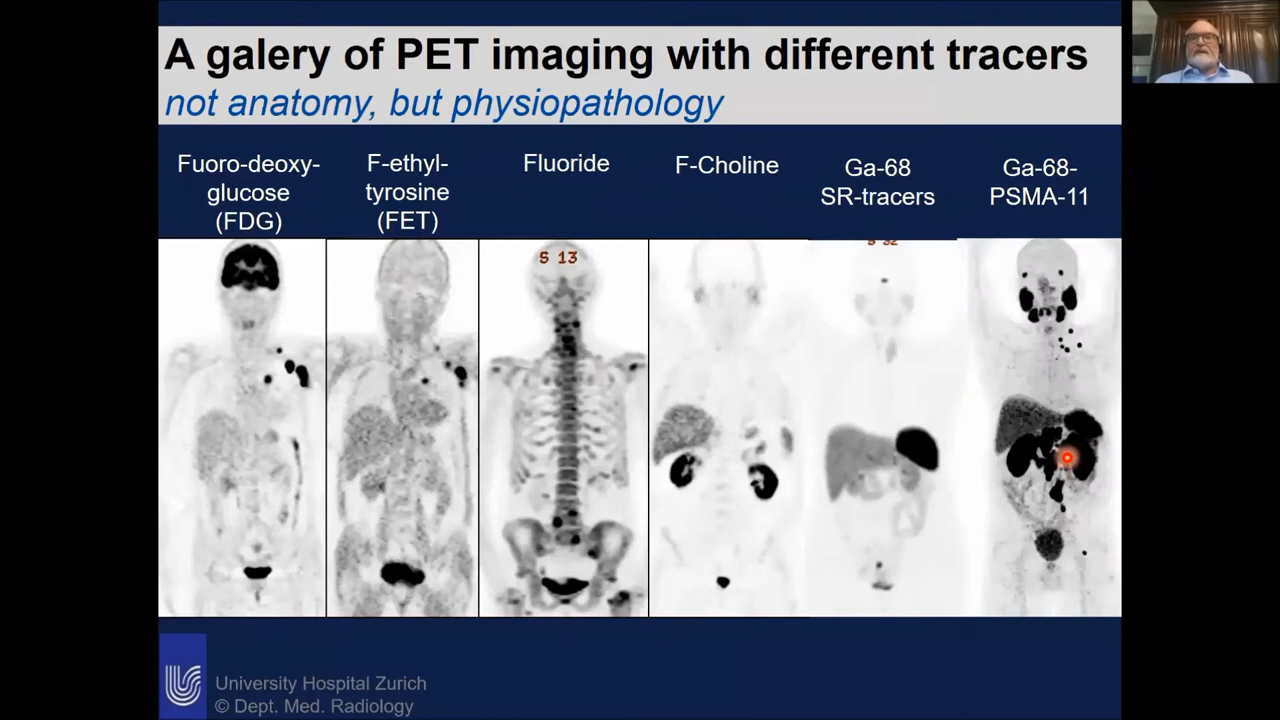 A galery of PET imaging with different tracers
not anatomy, but physiopathology
Fuoro-deoxy-
glucose
(FDG)
F-ethyl-
tyrosine
(FET)
Fluoride
F-Choline
Ga-68
SR-tracers
Ga-68-
PSMA-11
S 13
S 32
University Hospital Zurich
© Dept. Med. Radiology